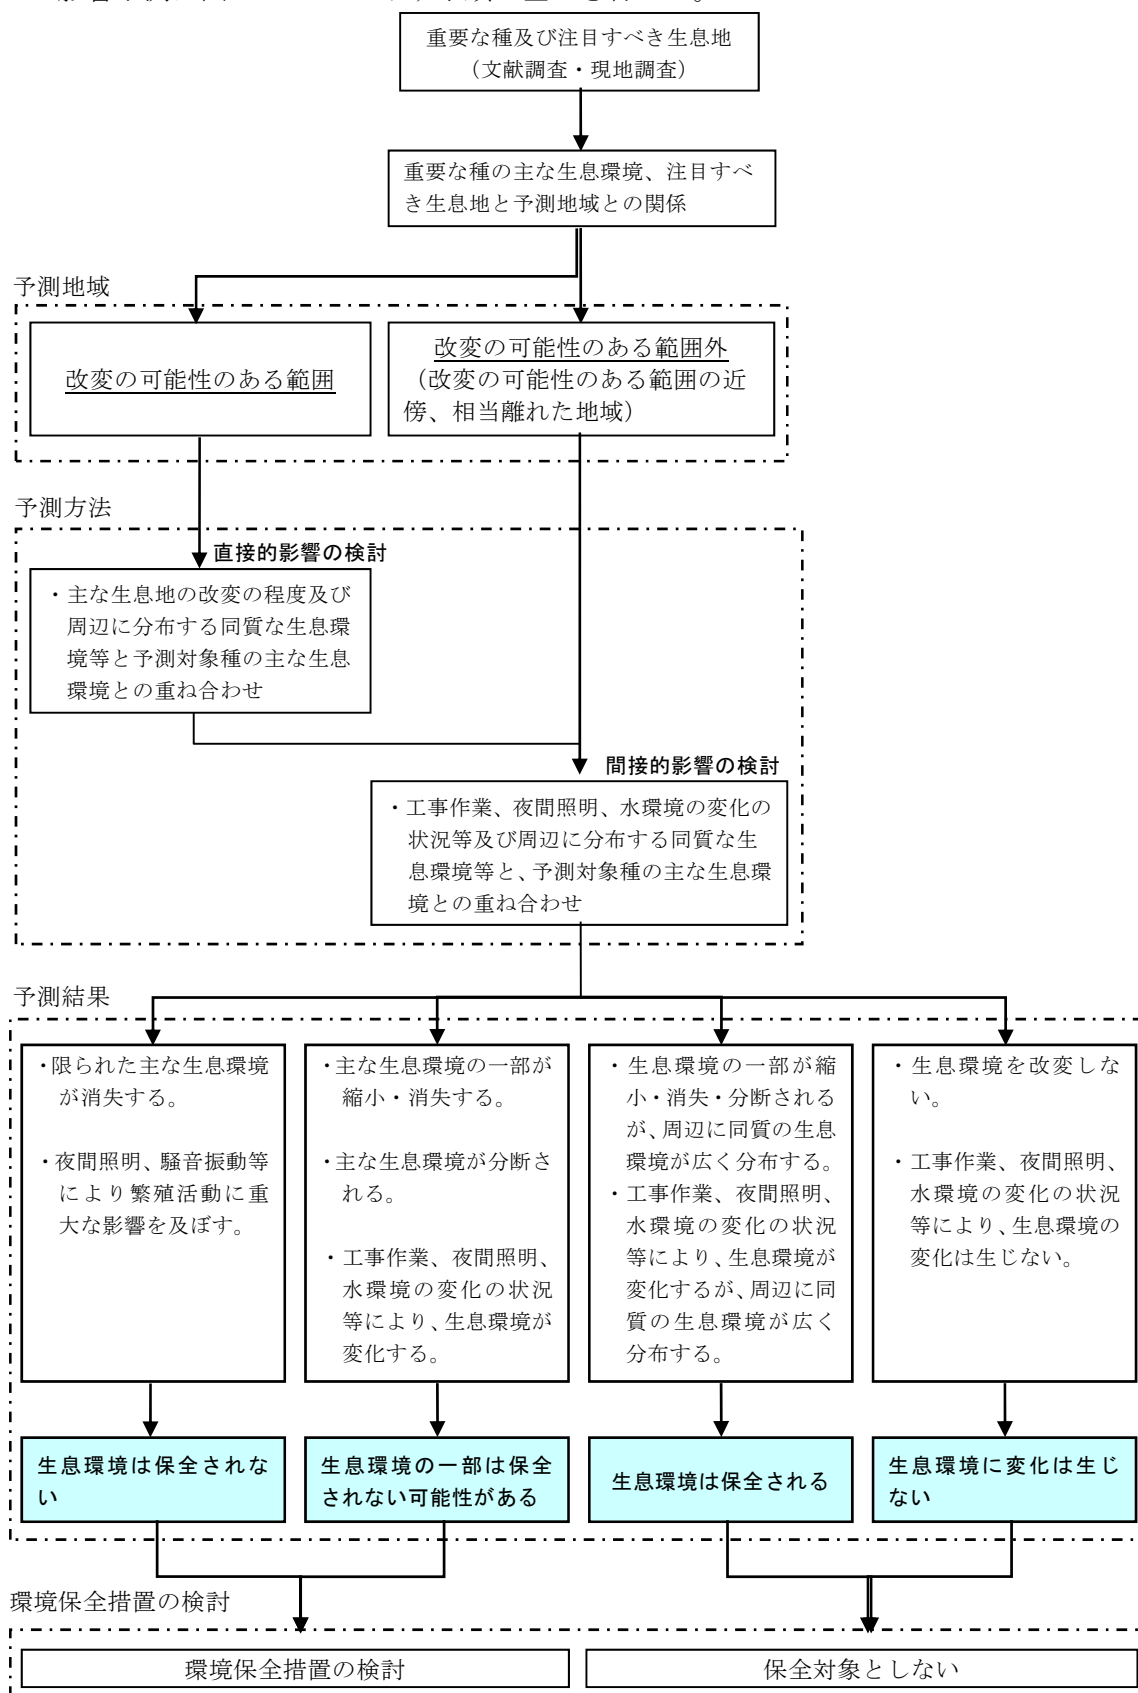 重要な種及び注目すべき生息地
（文献調査・現地調査）
重要な種の主な生息環境、注目すべ
き生息地と予測地域との関係
予測地域
改変の可能性のある範囲
改変の可能性のある範囲外
（改変の可能性のある範囲の近
傍、相当離れた地域）
予測方法
直接的影響の検討
・主な生息地の改変の程度及び
周辺に分布する同質な生息環
境等と予測対象種の主な生息
環境との重ね合わせ
間接的影響の検討
・工事作業、夜間照明、水環境の変化の
状況等及び周辺に分布する同質な生
息環境等と、予測対象種の主な生息環
境との重ね合わせ
予測結果
・限られた主な生息環境
が消失する。
・夜間照明、騒音振動等
により繁殖活動に重
大な影響を及ぼす。
・主な生息環境の一部が
縮小・消失する。
・主な生息環境が分断さ
れる。
・工事作業、夜間照明、
水環境の変化の状況
等により、生息環境が
変化する。
・生息環境の一部が縮
小・消失・分断される
が、周辺に同質の生息
環境が広く分布する。
・工事作業、夜間照明、
水環境の変化の状況
等により、生息環境が
変化するが、周辺に同
質の生息環境が広く
分布する。
・生息環境を改変しな
い。
・工事作業、夜間照明、
水環境の変化の状況
等により、生息環境の
変化は生じない。
生息環境は保全されな
い
生息環境の一部は保全
されない可能性がある
生息環境は保全される
生息環境に変化は生じ
ない
環境保全措置の検討
環境保全措置の検討
保全対象としない